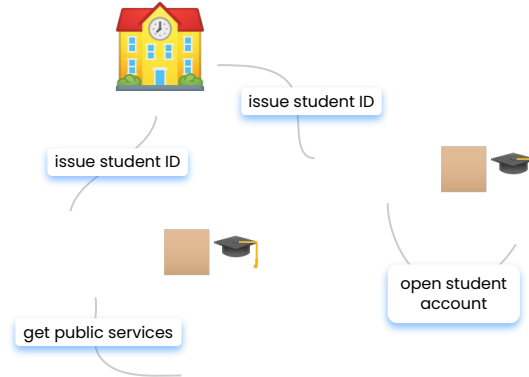 issue student ID
issue student ID
get public services
open student
account